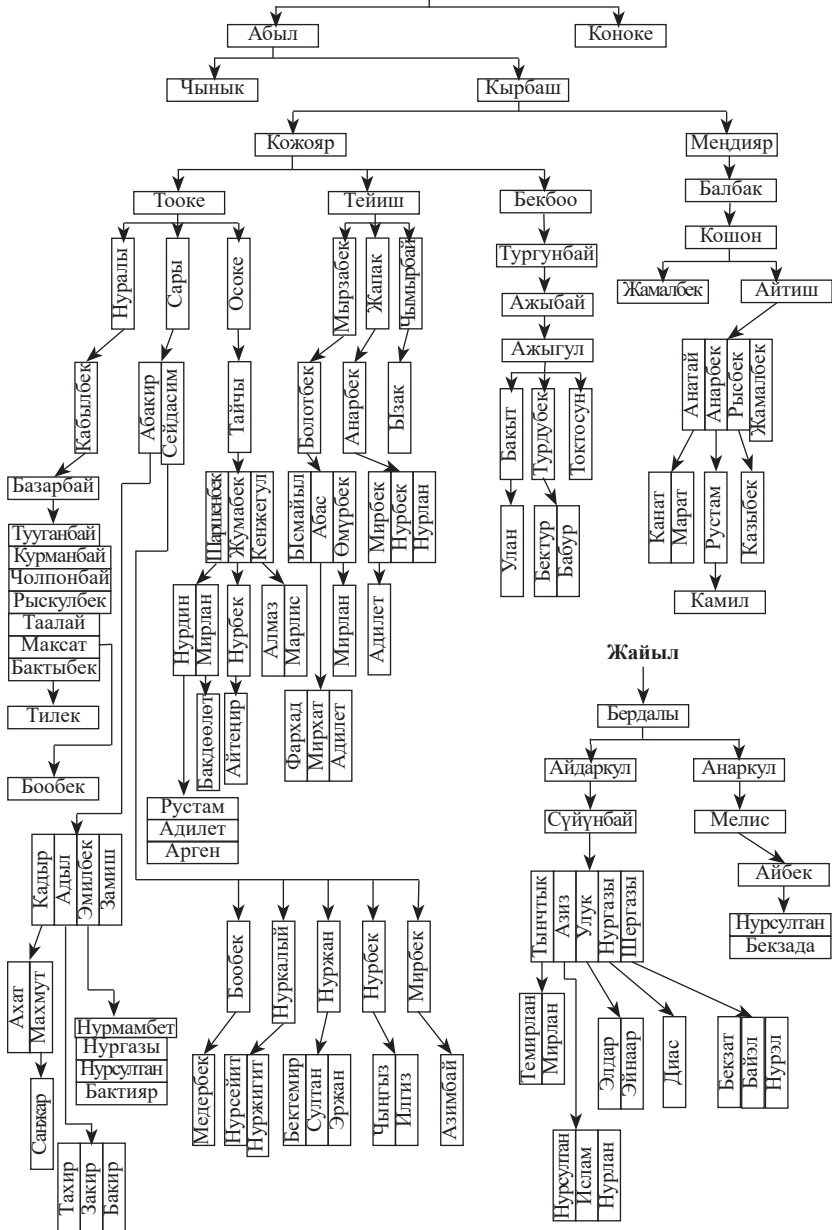 Абыл
Коноке
Чынык
Кырбаш
Кожояр
Меңдияр
Тооке
Тейиш
Бекбоо
Балбак
Кошон
Нуралы
Сары
Осоке
Мырзабек
Жапак
Чымырбай
Тургунбай
Жамалбек
Айтиш
Ажыбай
Ажыгул
Кабылбек
Абакир
Сейдасим
Тайчы
Болотбек
Анарбек
Ызак
Бакыт
Турдубек
Токтосун
Анатай
Анарбек
Рысбек
Жамалбек
Базарбай
Тууганбай
Курманбай
Чолпонбай
Рыскулбек
Таалай
Максат
Бактыбек
Тилек
Бообек
Шаршенбек
Жумабек
Кенжегул
Ысмайыл
Абас
Өмүрбек
Мирбек
Нурбек
Нурлан
Улан
Бектур
Бабур
Канат
Марат
Рустам
Казыбек
Камил
Нурдин
Мирлан
Нурбек
Алмаз
Марлис
Мирлан
Адилет
Бакдөөлөт
Айтеңир
Фархад
Мирхат
Адилет
Рустам
Адилет
Арген
Жайыл
Бердалы
Айдаркул
Анаркул
Сүйүнбай
Мелис
Айбек
Нурсултан
Бекзада
Тынчтык
Азиз
Улук
Нургазы
Шергазы
Кадыр
Адыл
Эмилбек
Замиш
Бообек
Нуркалый
Нуржан
Нурбек
Мирбек
Ахат
Махмут
Нурмамбет
Нургазы
Нурсултан
Бактияр
Санжар
Тахир
Закир
Бакир
Медербек
Нурсейит
Нуржигит
Бектемир
Султан
Эржан
Чыңгыз
Илгиз
Азимбай
Темирлан
Мирлан
Элдар
Эйнаар
Диас
Бекзат
Байэл
Нурэл
Нурсултан
Ислам
Нурлан